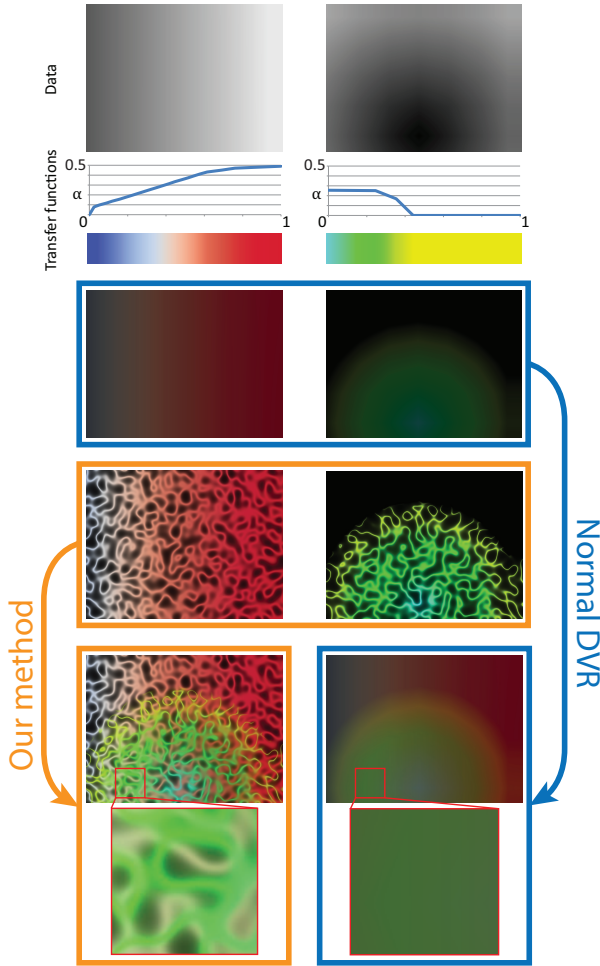 Data
Transfer functions
0.5
α
0
1
0.5
α
0
1
Our method
Normal DVR